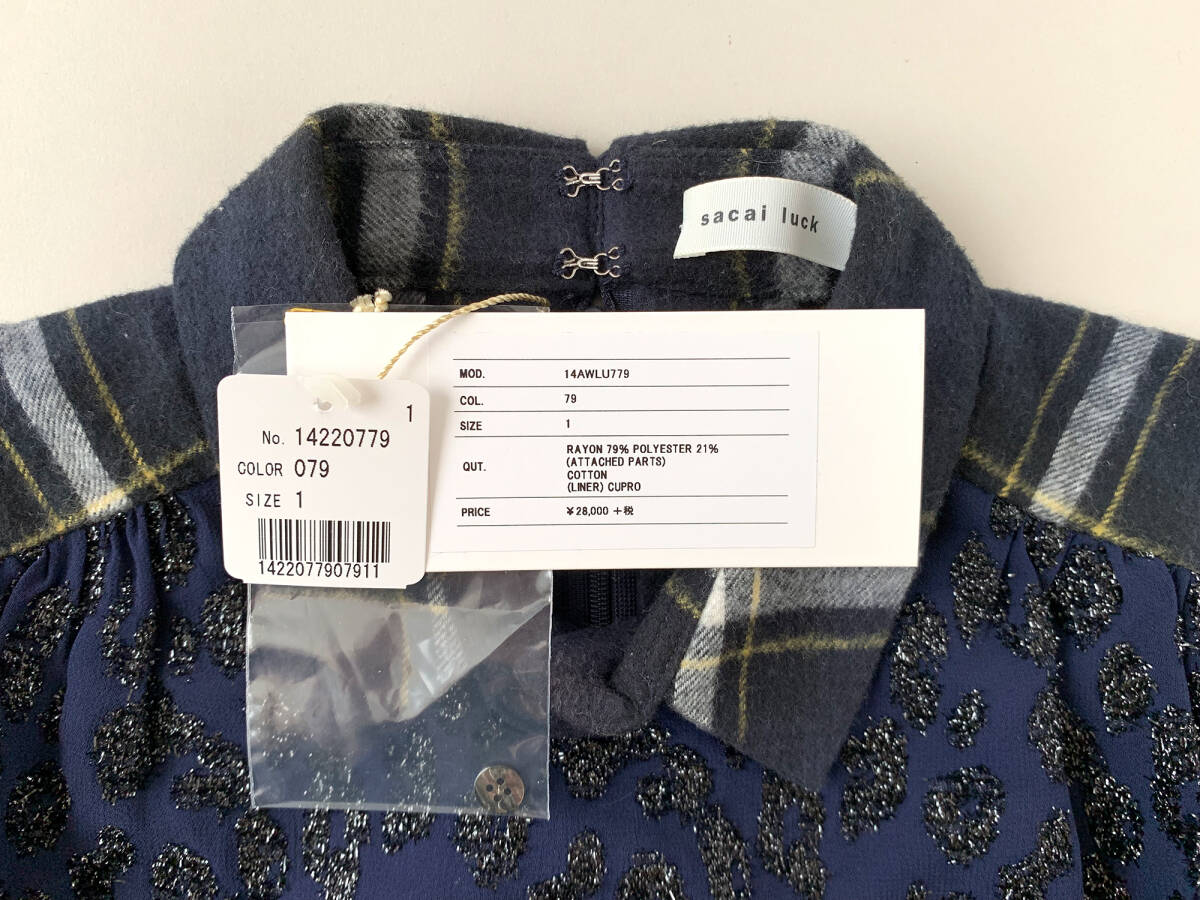 sacai luck
MOD. 14AWLU779
COL. 79
SIZE 1
QUT. RAYON 79% POLYESTER 21%
(ATTACHED PARTS)
COTTON
(LINER) CUPRO
PRICE ¥28,000 +税
1
No. 14220779
COLOR 079
SIZE 1
1422077907911